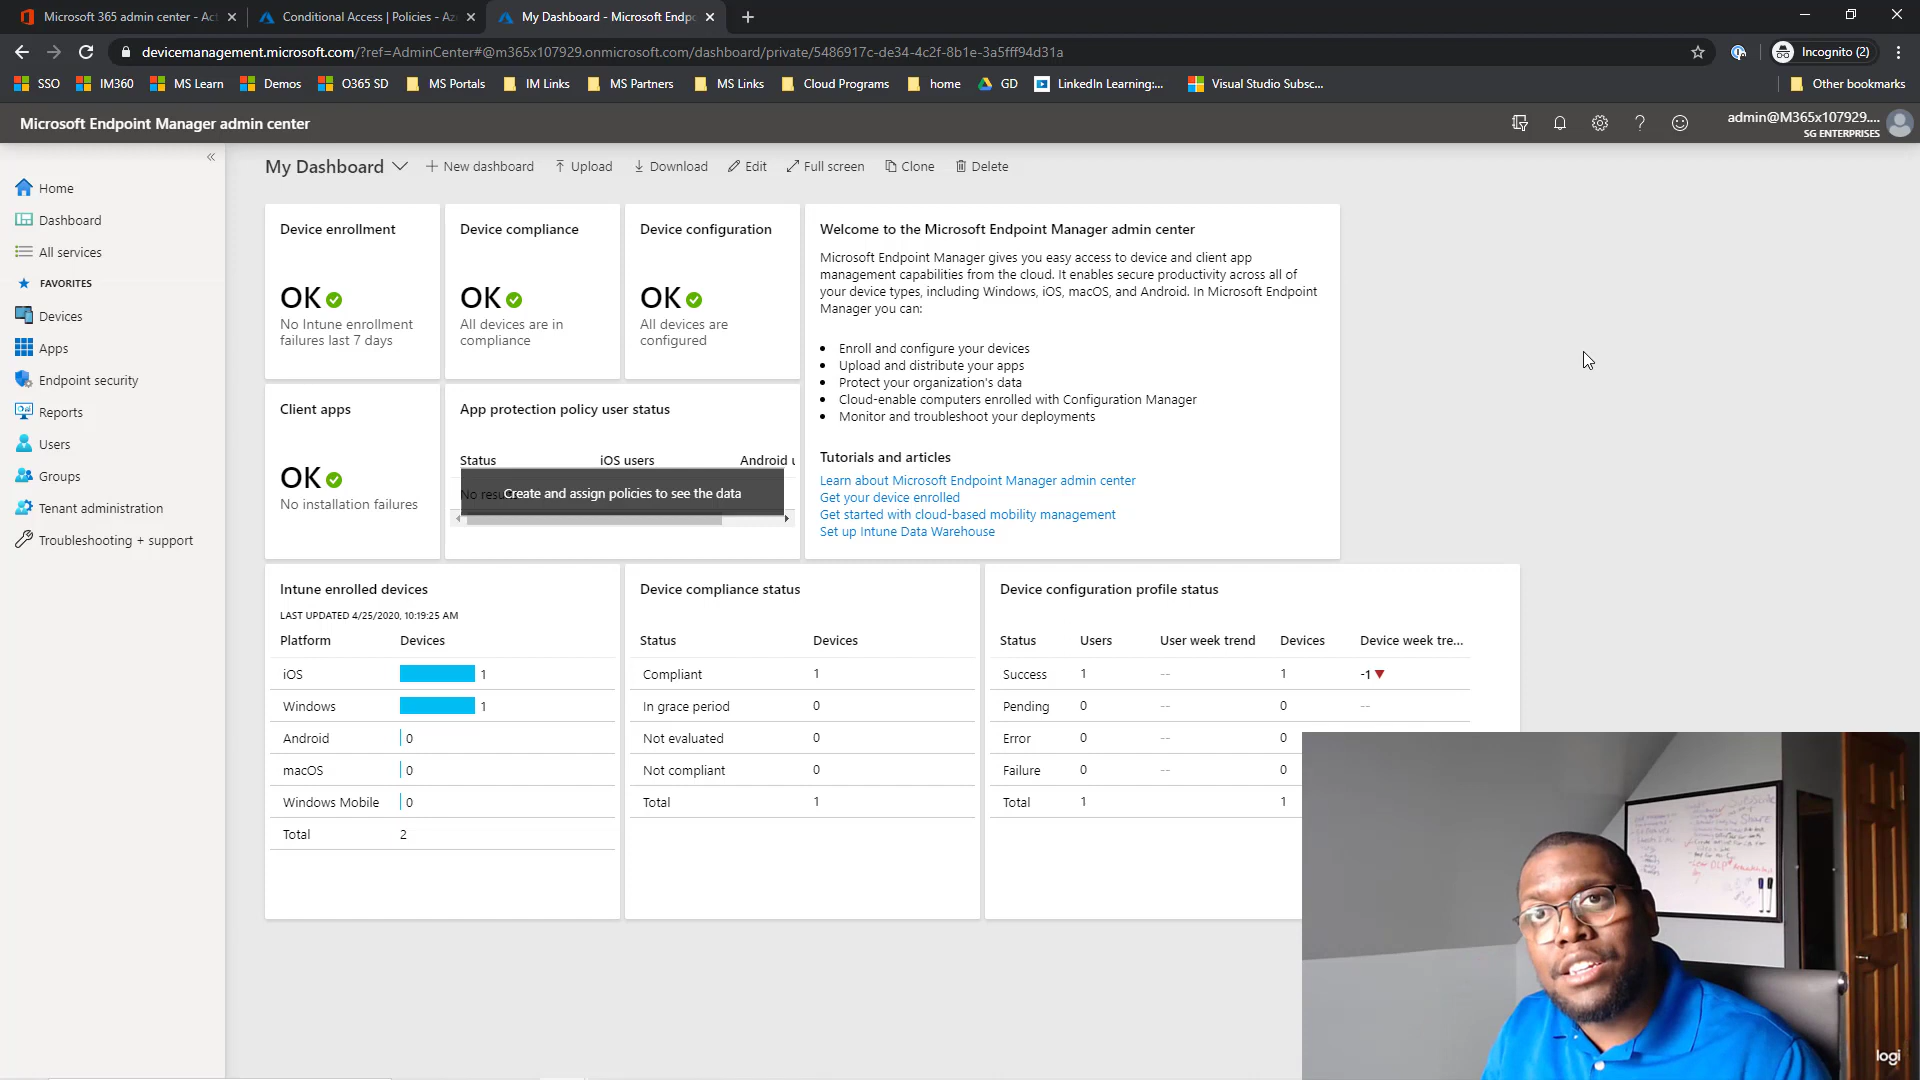 Microsoft 365 admin center - Act
Conditional Access | Policies - Az
My Dashboard - Microsoft Endp
devicemanagement.microsoft.com/?ref=AdminCenter#@m365x107929.onmicrosoft.com/dashboard/private/5486917c-de34-4c2f-8b1e-3a5fff94d31a
Incognito (2)
SSO IM360 MS Learn Demos O365 SD MS Portals IM Links MS Partners MS Links Cloud Programs home GD LinkedIn Learning:... Visual Studio Subsc... Other bookmarks
Microsoft Endpoint Manager admin center
admin@M365x107929....
SG ENTERPRISES
Home
Dashboard
All services
FAVORITES
Devices
Apps
Endpoint security
Reports
Users
Groups
Tenant administration
Troubleshooting + support
My Dashboard
New dashboard Upload Download Edit Full screen Clone Delete
Device enrollment
OK
No Intune enrollment
failures last 7 days
Device compliance
OK
All devices are in
compliance
Device configuration
OK
All devices are
configured
Welcome to the Microsoft Endpoint Manager admin center
Microsoft Endpoint Manager gives you easy access to device and client app
management capabilities from the cloud. It enables secure productivity across all of
your device types, including Windows, iOS, macOS, and Android. In Microsoft Endpoint
Manager you can:
• Enroll and configure your devices
• Upload and distribute your apps
• Protect your organization's data
• Cloud-enable computers enrolled with Configuration Manager
• Monitor and troubleshoot your deployments
Tutorials and articles
Learn about Microsoft Endpoint Manager admin center
Get your device enrolled
Get started with cloud-based mobility management
Set up Intune Data Warehouse
Client apps
OK
No installation failures
App protection policy user status
Status iOS users Android u
No resu
Create and assign policies to see the data
Intune enrolled devices
LAST UPDATED 4/25/2020, 10:19:25 AM
Platform Devices
iOS 1
Windows 1
Android 0
macOS 0
Windows Mobile 0
Total 2
Device compliance status
Status Devices
Compliant 1
In grace period 0
Not evaluated 0
Not compliant 0
Total 1
Device configuration profile status
Status Users User week trend Devices Device week tre...
Success 1 -- 1 -1
Pending 0 -- 0 --
Error 0 -- 0
Failure 0 -- 0
Total 1 1
Subscribe
Share
DLP
logi